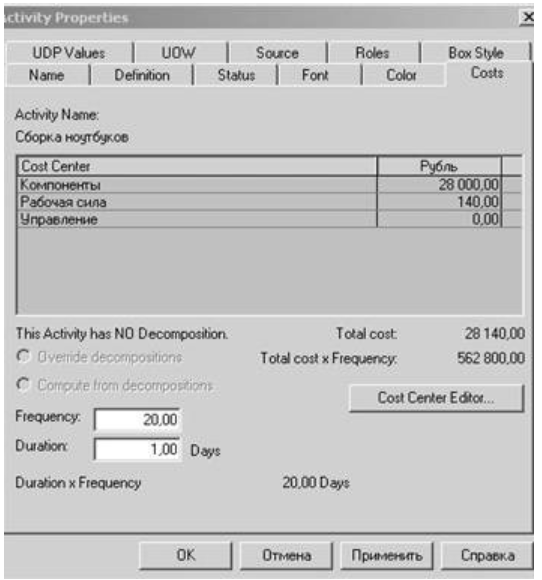 Activity Properties
UDP Values UOW Source Roles Box Style
Name Definition Status Font Color Costs
Activity Name:
Сборка ноутбуков
Cost Center Рубль
Компоненты 28 000,00
Рабочая сила 140,00
Управление 0,00
This Activity has NO Decomposition. Total cost: 28 140,00
Override decompositions Total cost x Frequency: 562 800,00
Compute from decompositions Cost Center Editor...
Frequency: 20,00
Duration: 1,00 Days
Duration x Frequency 20,00 Days
OK Отмена Применить Справка